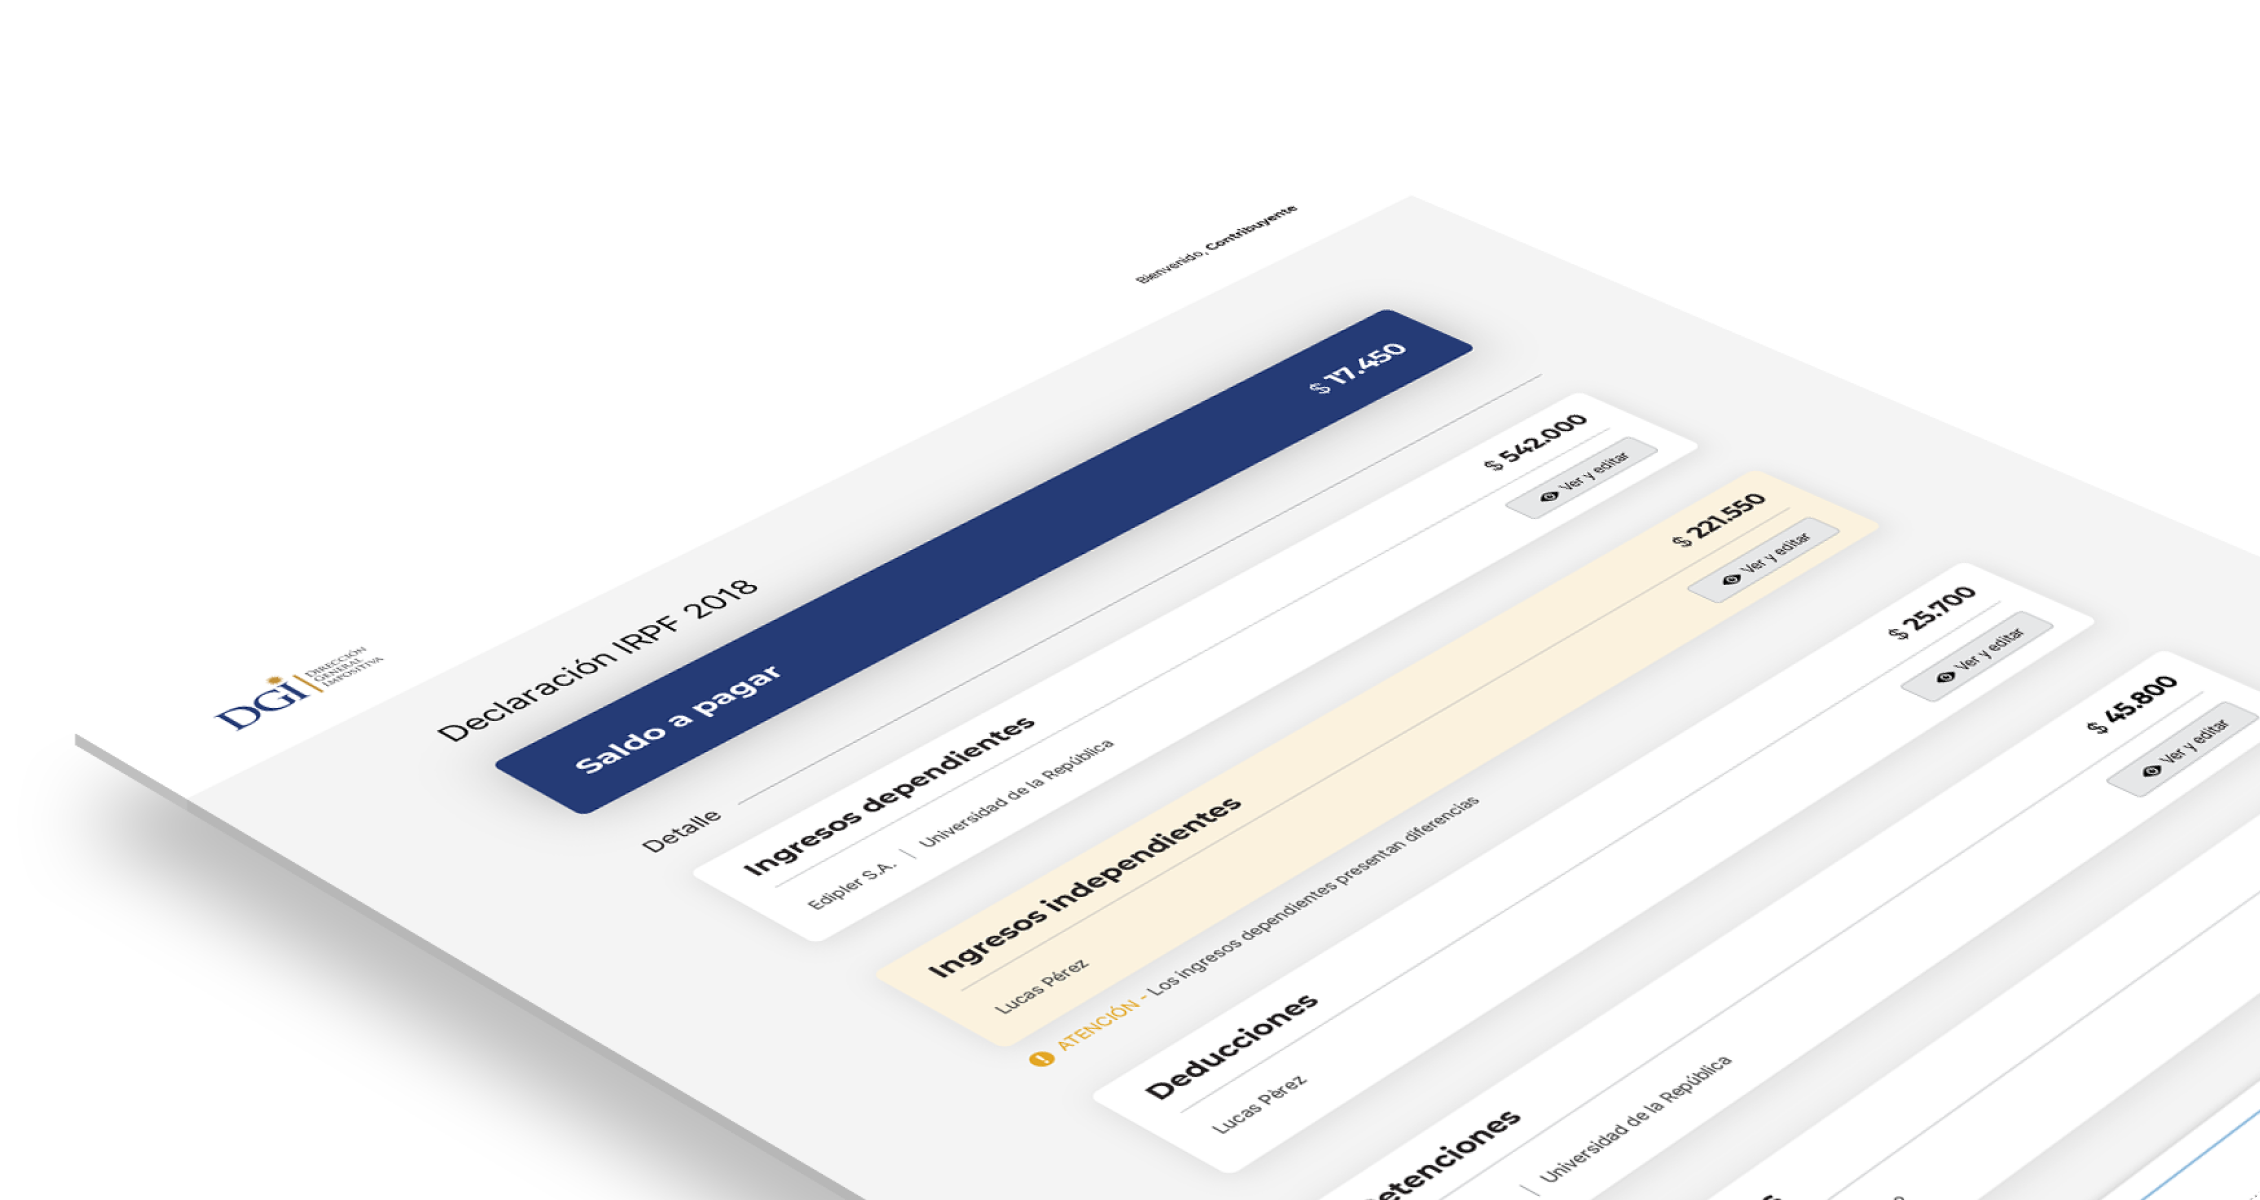 DGI
DIRECCIÓN
GENERAL
IMPOSITIVA
Bienvenido, Contribuyente
Declaración IRPF 2018
Saldo a pagar $ 17.450
Detalle
Ingresos dependientes $ 542.000
Edipler S.A. | Universidad de la República Ver y editar
Ingresos independientes $ 221.550
Lucas Pérez Ver y editar
ATENCIÓN - Los ingresos dependientes presentan diferencias
Deducciones $ 25.700
Lucas Pèrez Ver y editar
etenciones $ 45.800
| Universidad de la República Ver y editar